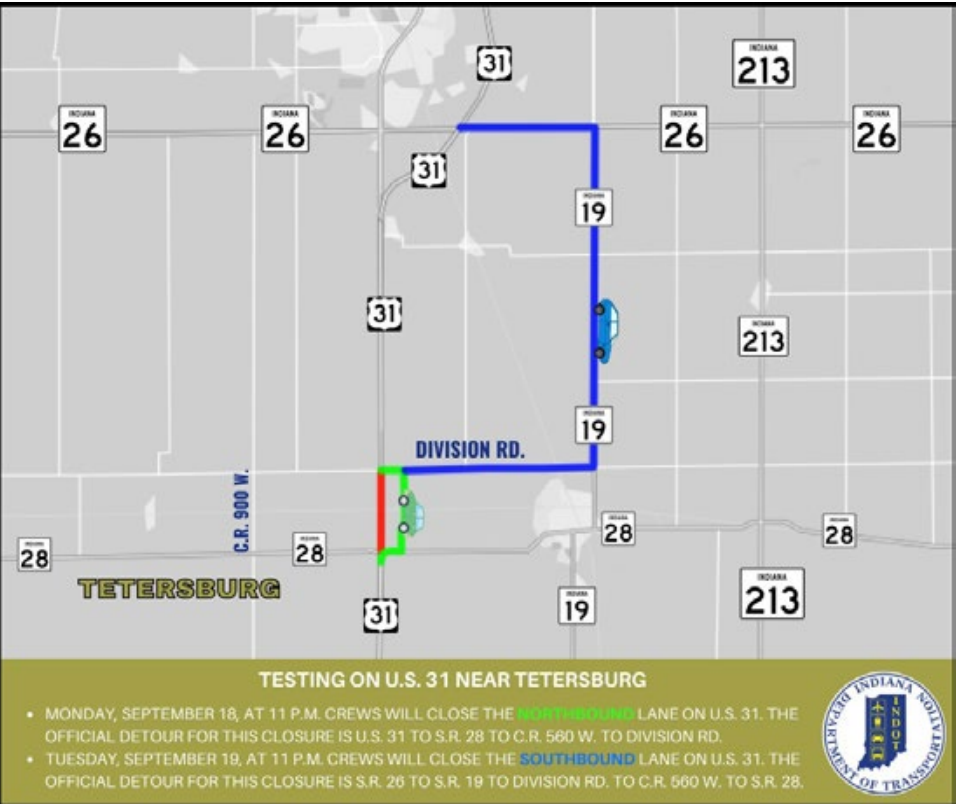 31
INDIANA
213
INDIANA
26
INDIANA
26
INDIANA
26
INDIANA
26
31
INDIANA
19
31
INDIANA
213
INDIANA
19
DIVISION RD.
C.R. 900 W.
INDIANA
28
INDIANA
28
INDIANA
28
INDIANA
28
TETERSBURG
31
INDIANA
19
INDIANA
213
TESTING ON U.S. 31 NEAR TETERSBURG
• MONDAY, SEPTEMBER 18, AT 11 P.M. CREWS WILL CLOSE THE NORTHBOUND LANE ON U.S. 31. THE
OFFICIAL DETOUR FOR THIS CLOSURE IS U.S. 31 TO S.R. 28 TO C.R. 560 W. TO DIVISION RD.
• TUESDAY, SEPTEMBER 19, AT 11 P.M. CREWS WILL CLOSE THE SOUTHBOUND LANE ON U.S. 31. THE
OFFICIAL DETOUR FOR THIS CLOSURE IS S.R. 26 TO S.R. 19 TO DIVISION RD. TO C.R. 560 W. TO S.R. 28.
INDIANA
DEPARTMENT OF TRANSPORTATION
INDOT